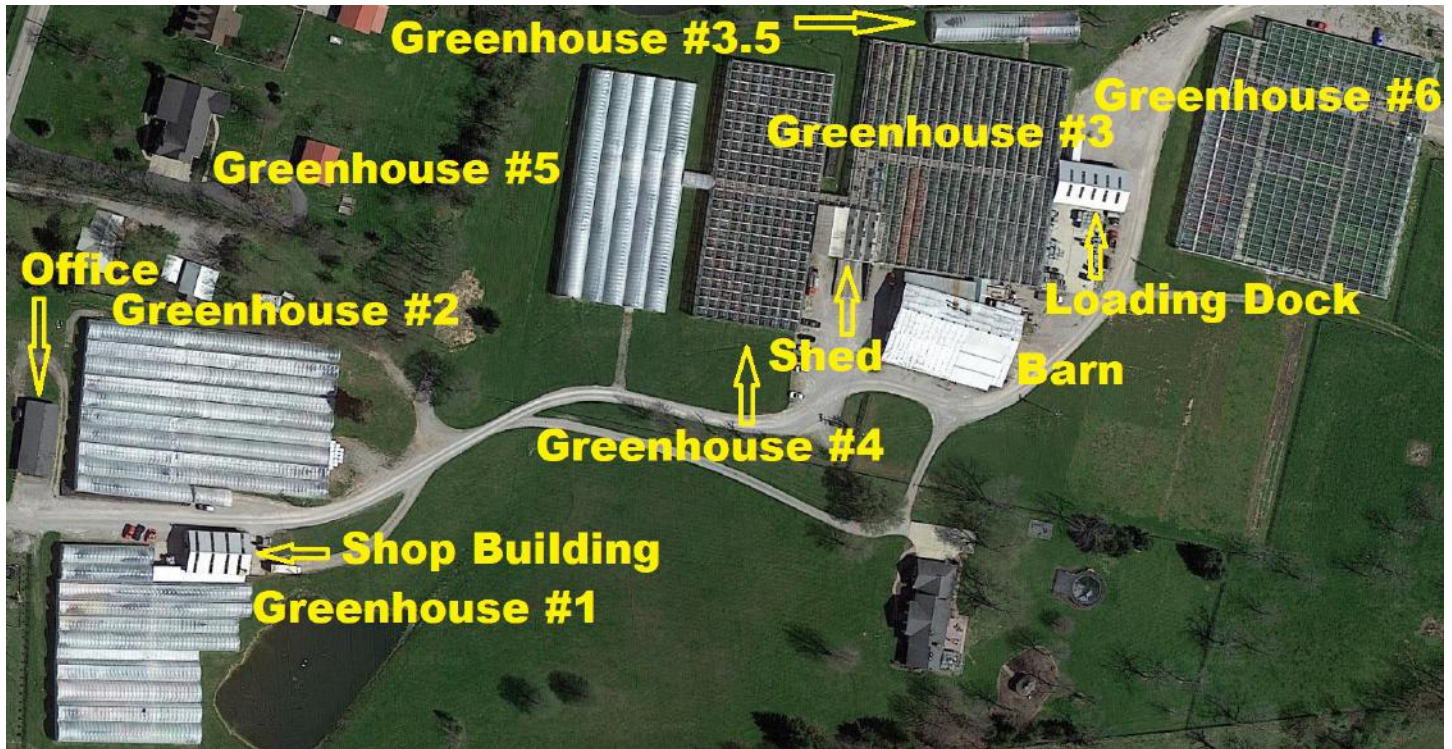 Greenhouse #3.5
Greenhouse #6
Greenhouse #3
Greenhouse #5
Office
Greenhouse #2
Loading Dock
Shed
Barn
Greenhouse #4
Shop Building
Greenhouse #1